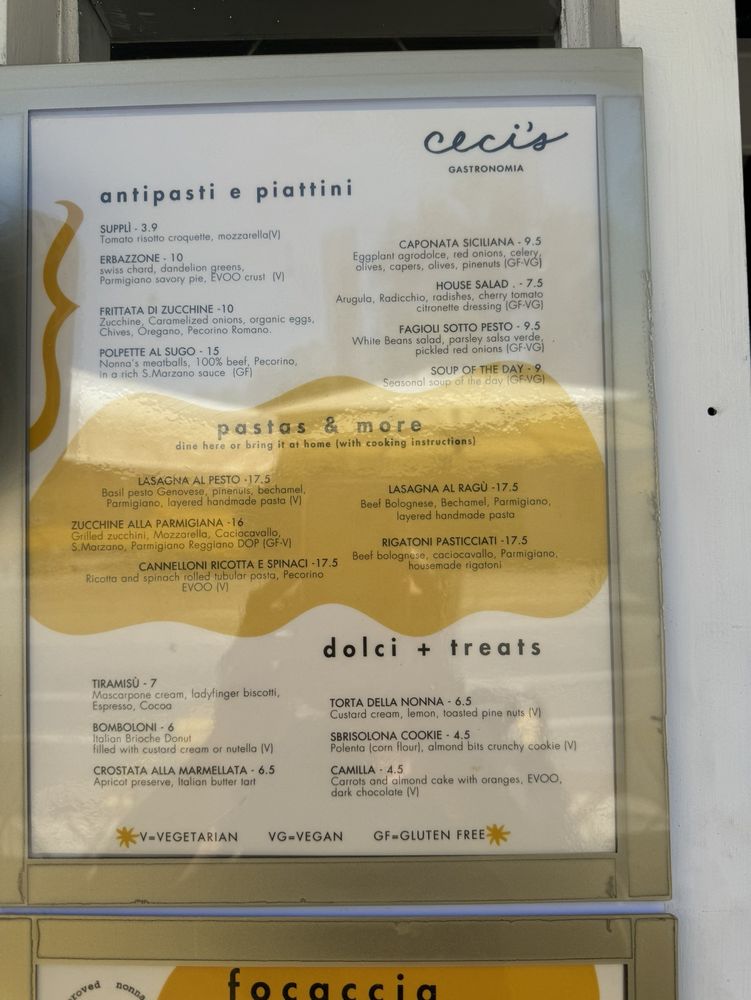 ceci's
GASTRONOMIA
antipasti e piattini
SUPPLÌ - 3.9
Tomato risotto croquette, mozzarella(V)
ERBAZZONE - 10
swiss chard, dandelion greens,
Parmigiano savory pie, EVOO crust (V)
FRITTATA DI ZUCCHINE -10
Zucchine, Caramelized onions, organic eggs,
Chives, Oregano, Pecorino Romano.
POLPETTE AL SUGO - 15
Nonna's meatballs, 100% beef, Pecorino,
in a rich S.Marzano sauce (GF)
CAPONATA SICILIANA - 9.5
Eggplant agrodolce, red onions, celery,
olives, capers, olives, pinenuts (GF-VG)
HOUSE SALAD . - 7.5
Arugula, Radicchio, radishes, cherry tomato
citronette dressing (GF-VG)
FAGIOLI SOTTO PESTO - 9.5
White Beans salad, parsley salsa verde,
pickled red onions (GF-VG)
SOUP OF THE DAY - 9
Seasonal soup of the day (GF-VG)
pastas & more
dine here or bring it at home (with cooking instructions)
LASAGNA AL PESTO -17.5
Basil pesto Genovese, pinenuts, bechamel,
Parmigiano, layered handmade pasta (V)
ZUCCHINE ALLA PARMIGIANA -16
Grilled zucchini, Mozzarella, Caciocavallo,
S.Marzano, Parmigiano Reggiano DOP (GF-V)
CANNELLONI RICOTTA E SPINACI -17.5
Ricotta and spinach rolled tubular pasta, Pecorino
EVOO (V)
LASAGNA AL RAGÙ -17.5
Beef Bolognese, Bechamel, Parmigiano,
layered handmade pasta
RIGATONI PASTICCIATI -17.5
Beef bolognese, caciocavallo, Parmigiano,
housemade rigatoni
dolci + treats
TIRAMISÙ - 7
Mascarpone cream, ladyfinger biscotti,
Espresso, Cocoa
BOMBOLONI - 6
Italian Brioche Donut
filled with custard cream or nutella (V)
CROSTATA ALLA MARMELLATA - 6.5
Apricot preserve, Italian butter tart
TORTA DELLA NONNA - 6.5
Custard cream, lemon, toasted pine nuts (V)
SBRISOLONA COOKIE - 4.5
Polenta (corn flour), almond bits crunchy cookie (V)
CAMILLA - 4.5
Carrots and almond cake with oranges, EVOO,
dark chocolate (V)
V=VEGETARIAN VG=VEGAN GF=GLUTEN FREE
roved nonna
focaccia